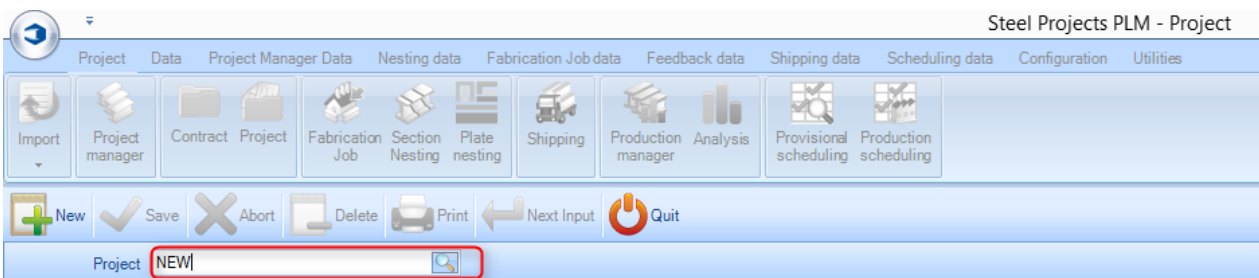 Steel Projects PLM - Project
Project Data Project Manager Data Nesting data Fabrication Job data Feedback data Shipping data Scheduling data Configuration Utilities
Import Project manager Contract Project Fabrication Job Section Nesting Plate nesting Shipping Production manager Analysis Provisional scheduling Production scheduling
New Save Abort Delete Print Next Input Quit
Project NEW